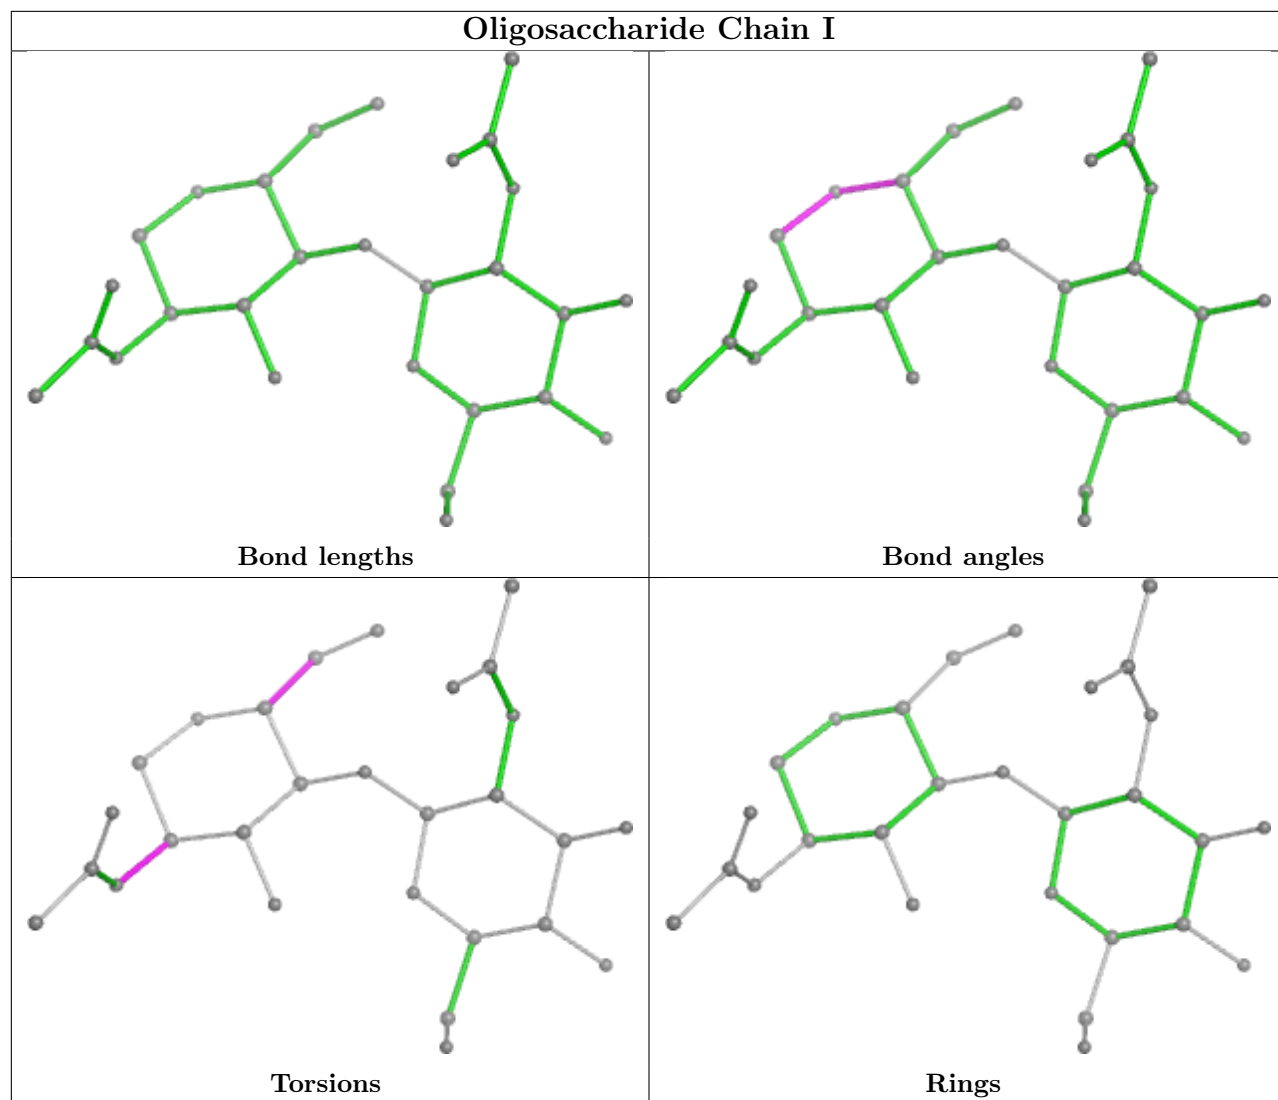 Oligosaccharide Chain I
Bond lengths
Bond angles
Torsions
Rings